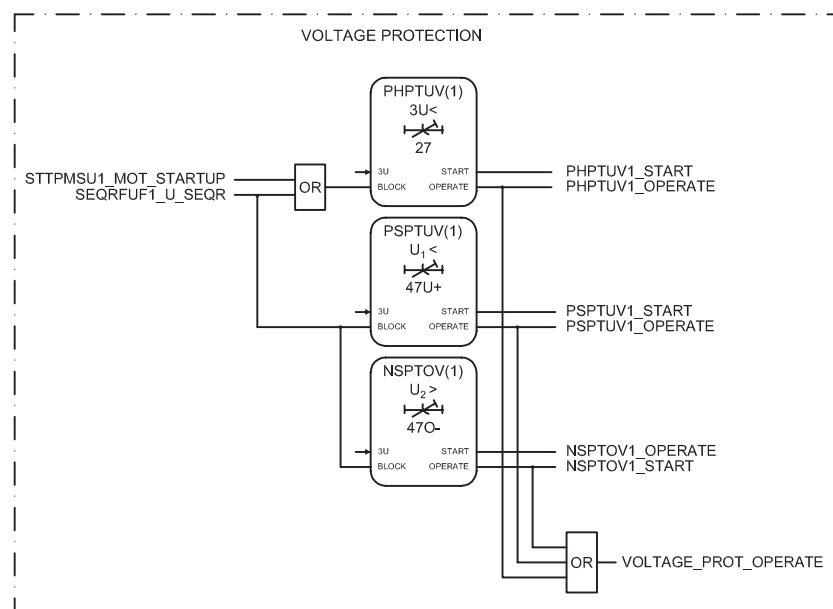 VOLTAGE PROTECTION
PHPTUV(1)
3U<
27
3U START
BLOCK OPERATE
STTPMSU1_MOT_STARTUP
SEQRFUF1_U_SEQR
OR
PHPTUV1_START
PHPTUV1_OPERATE
PSPTUV(1)
U₁ <
47U+
3U START
BLOCK OPERATE
PSPTUV1_START
PSPTUV1_OPERATE
NSPTOV(1)
U₂ >
47O-
3U START
BLOCK OPERATE
NSPTOV1_OPERATE
NSPTOV1_START
OR
VOLTAGE_PROT_OPERATE